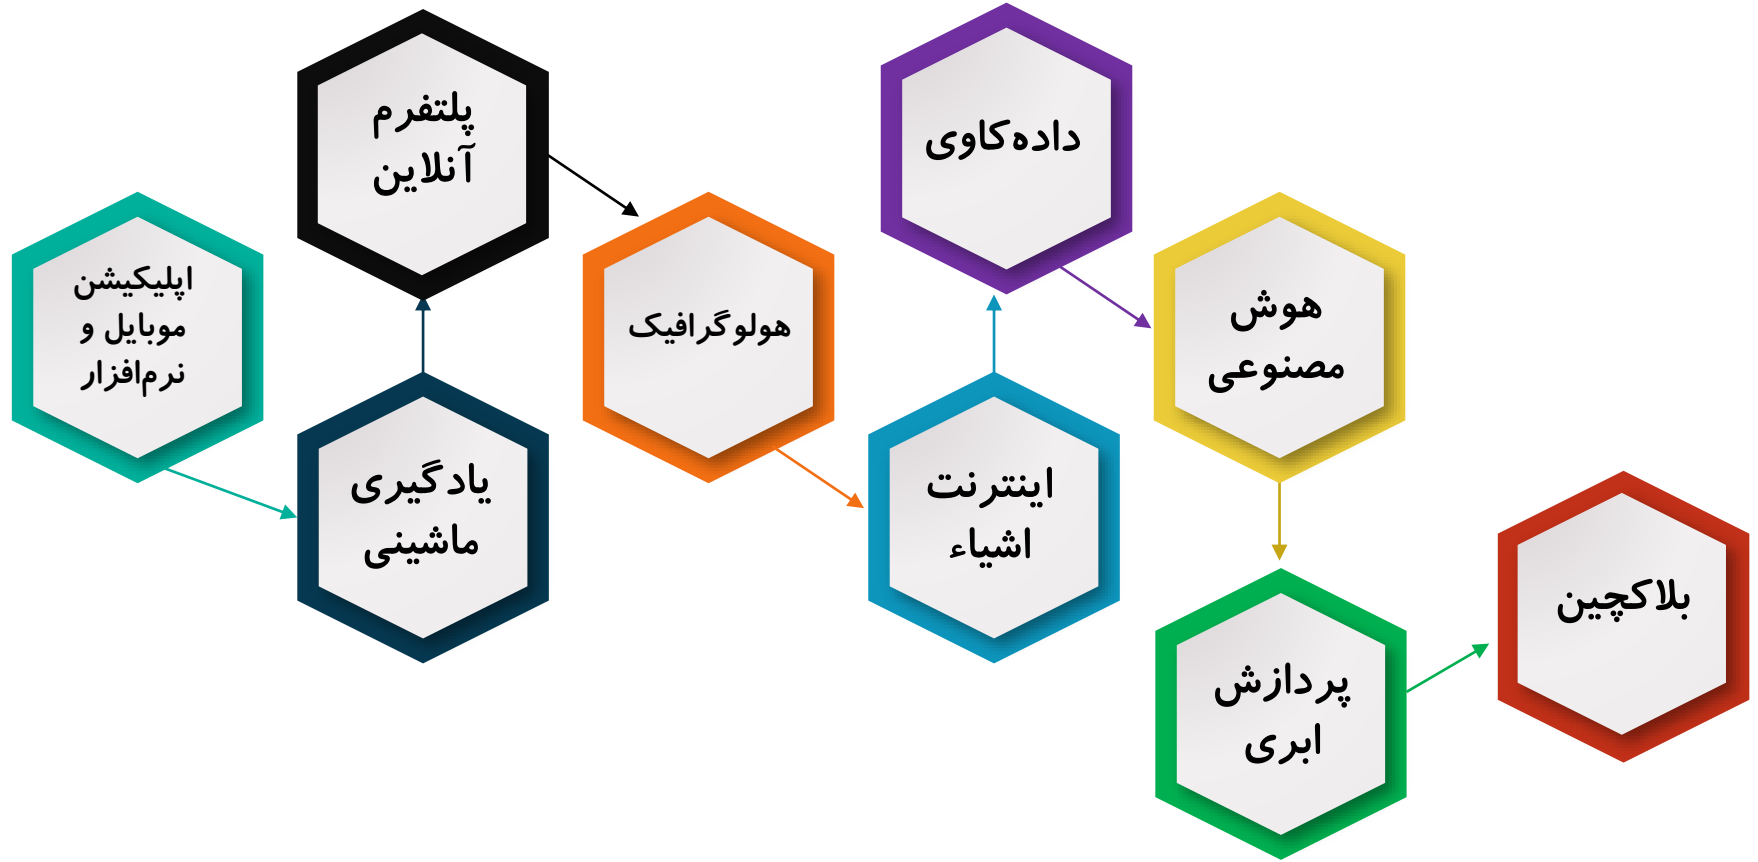 اپلیکیشن
موبایل و
نرم‌افزار
یادگیری
ماشینی
پلتفرم
آنلاین
هولوگرافیک
اینترنت
اشیاء
داده‌کاوی
هوش
مصنوعی
پردازش
ابری
بلاکچین